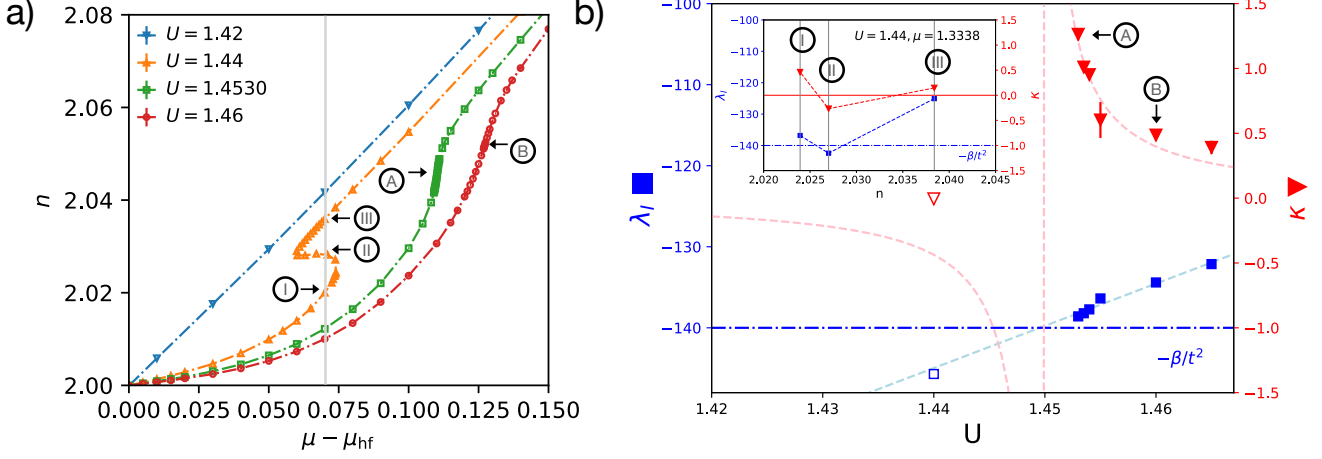 a)
2.08
2.06
2.04
2.02
2.00
n
U = 1.42
U = 1.44
U = 1.4530
U = 1.46
A
B
III
II
I
0.000 0.025 0.050 0.075 0.100 0.125 0.150
μ − μhf
b)
−100
−110
−120
−130
−140
λI
1.5
1.0
0.5
0.0
−0.5
−1.0
−1.5
κ
A
B
−β/t²
1.42 1.43 1.44 1.45 1.46
U
−100
−110
−120
−130
−140
−150
λI
U = 1.44, μ = 1.3338
I
II
III
1.5
1.0
0.5
0.0
−0.5
−1.0
−1.5
κ
−β/t²
2.020 2.025 2.030 2.035 2.040 2.045
n